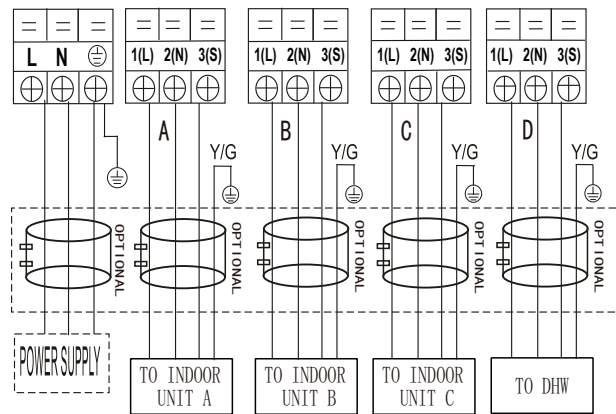 L N
1(L) 2(N) 3(S)
1(L) 2(N) 3(S)
1(L) 2(N) 3(S)
1(L) 2(N) 3(S)
A
B
C
D
Y/G
Y/G
Y/G
Y/G
OPTIONAL
OPTIONAL
OPTIONAL
OPTIONAL
OPTIONAL
POWER SUPPLY
TO INDOOR
UNIT A
TO INDOOR
UNIT B
TO INDOOR
UNIT C
TO DHW